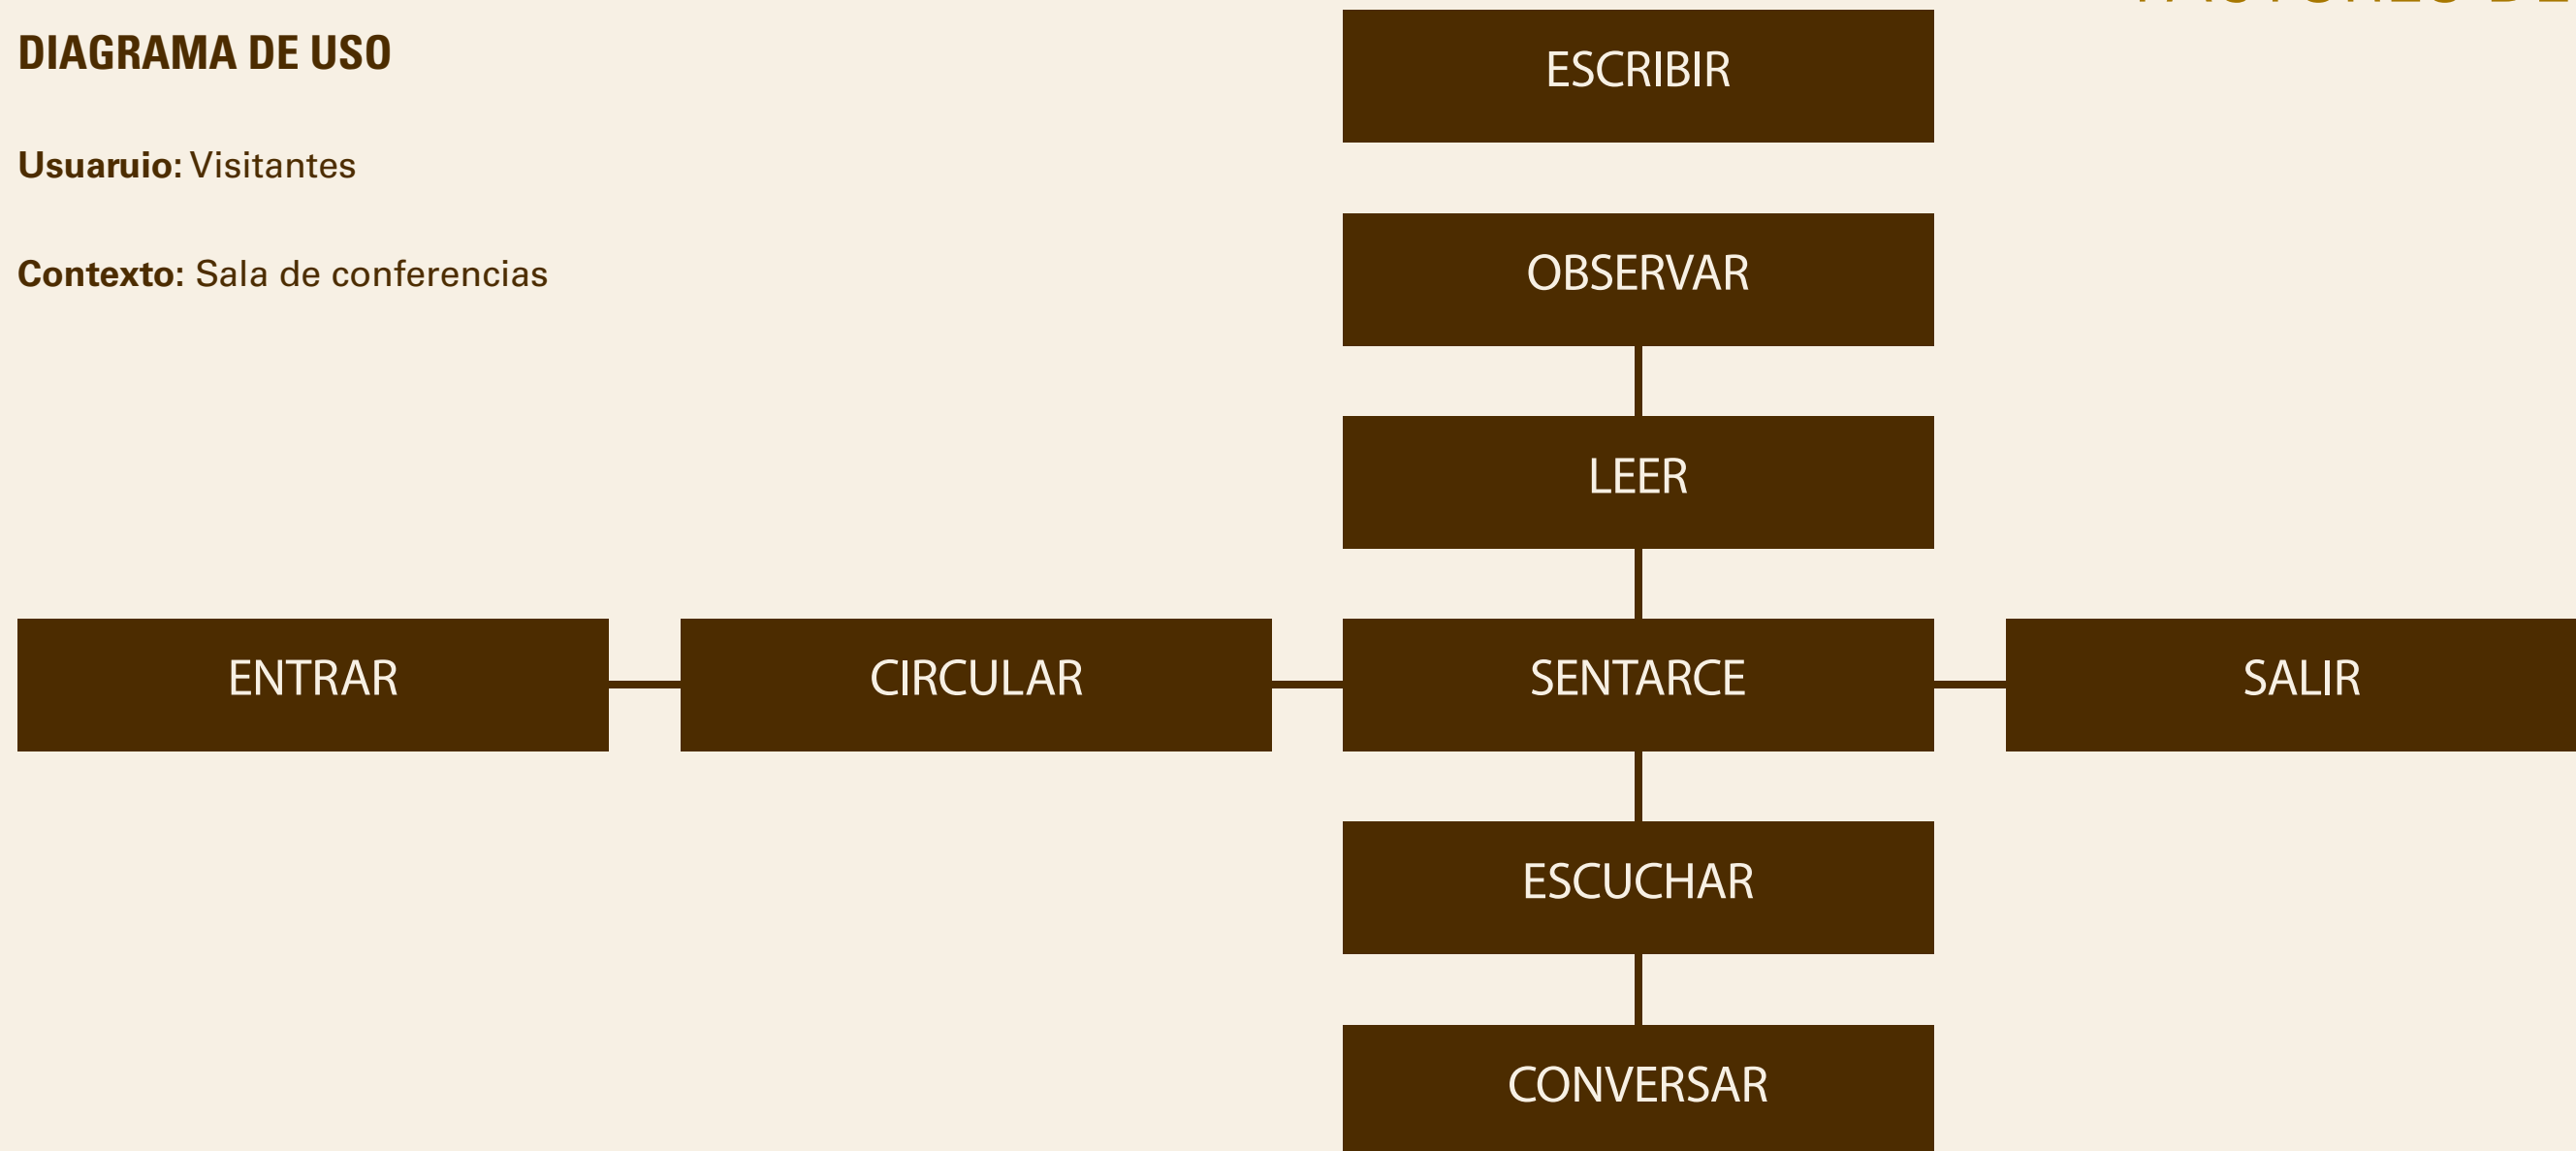 DIAGRAMA DE USO
Usuaruio: Visitantes
Contexto: Sala de conferencias
ESCRIBIR
OBSERVAR
LEER
ENTRAR
CIRCULAR
SENTARCE
SALIR
ESCUCHAR
CONVERSAR